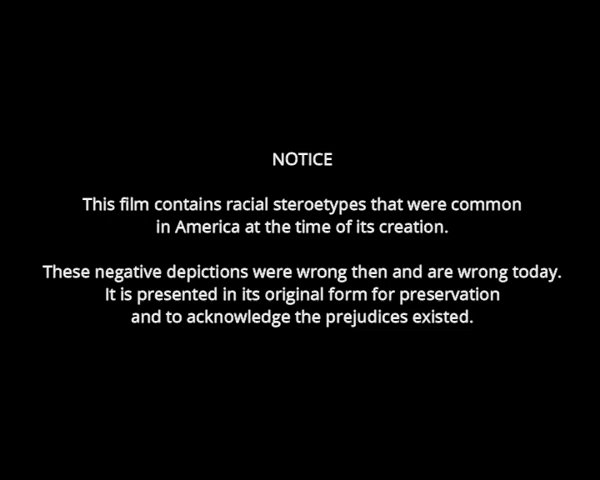 NOTICE
This film contains racial steroetypes that were common
in America at the time of its creation.
These negative depictions were wrong then and are wrong today.
It is presented in its original form for preservation
and to acknowledge the prejudices existed.